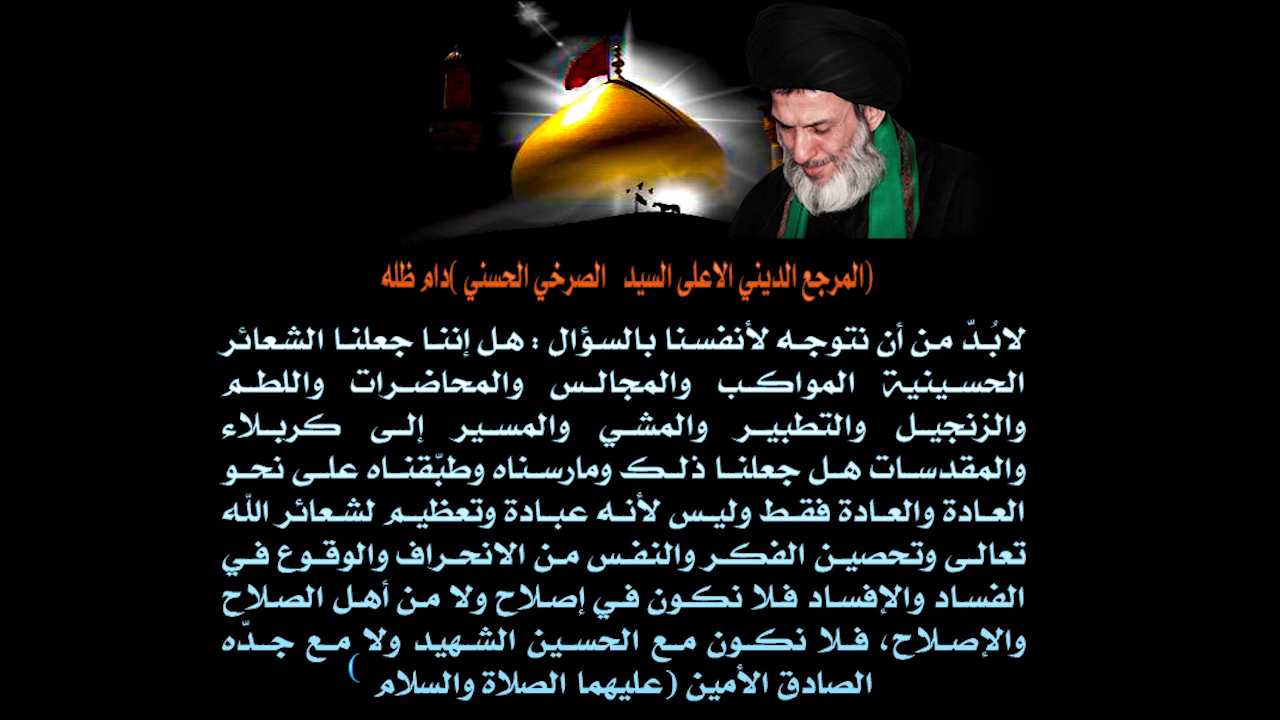 (المرجع الديني الاعلى السيد الصرخي الحسني )دام ظله
لابُدّ من أن نتوجه لأنفسنا بالسؤال : هل إننا جعلنا الشعائر
الحسينية المواكب والمجالس والمحاضرات واللطم
والزنجيل والتطبير والمشي والمسير إلى كربلاء
والمقدسات هل جعلنا ذلك ومارسناه وطبّقناه على نحو
العادة والعادة فقط وليس لأنه عبادة وتعظيم لشعائر الله
تعالى وتحصين الفكر والنفس من الانحراف والوقوع في
الفساد والإفساد فلا نكون في إصلاح ولا من أهل الصلاح
والإصلاح، فلا نكون مع الحسين الشهيد ولا مع جدّه
الصادق الأمين (عليهما الصلاة والسلام )